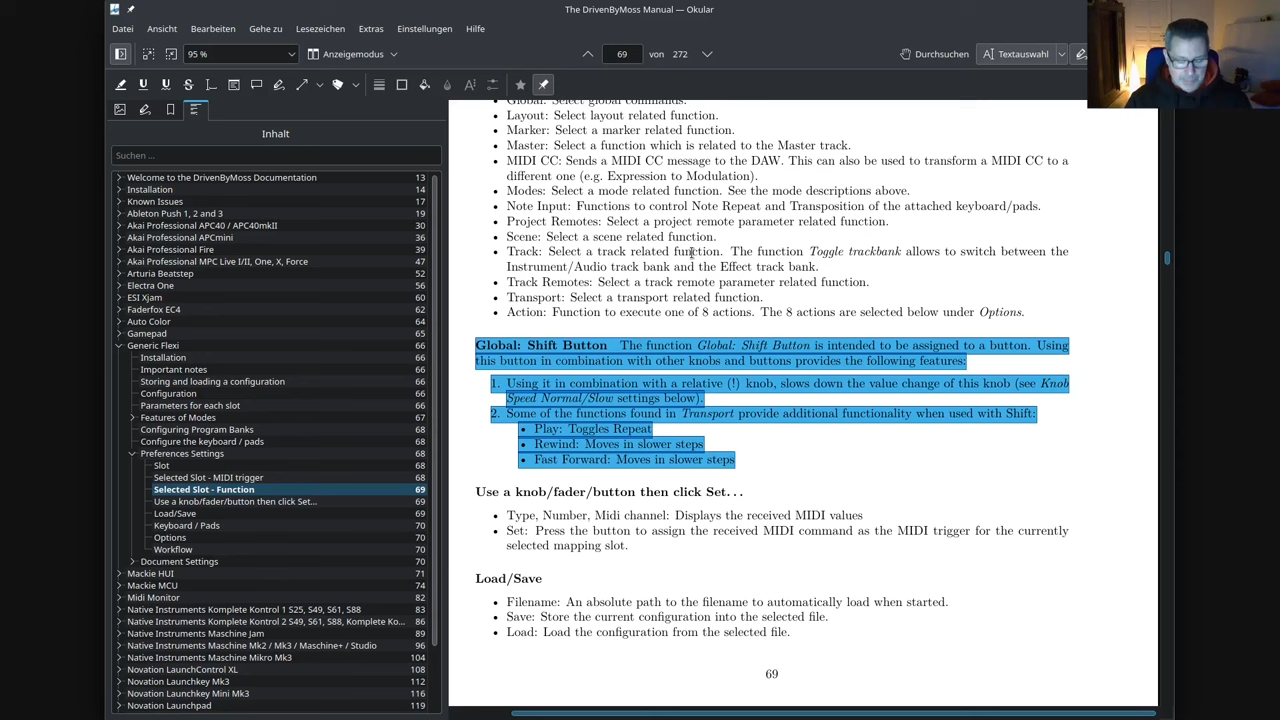 The DrivenByMoss Manual — Okular
Datei Ansicht Bearbeiten Gehe zu Lesezeichen Extras Einstellungen Hilfe
95 % Anzeigemodus 69 von 272 Durchsuchen Textauswahl
Inhalt
Suchen ...
Welcome to the DrivenByMoss Documentation 13
Installation 14
Known Issues 17
Ableton Push 1, 2 and 3 19
Akai Professional APC40 / APC40mkII 30
Akai Professional APCmini 36
Akai Professional Fire 39
Akai Professional MPC Live I/II, One, X, Force 47
Arturia Beatstep 52
Electra One 56
ESI Xjam 60
Faderfox EC4 62
Auto Color 64
Gamepad 64
Generic Flexi 66
Installation 66
Important notes 66
Storing and loading a configuration 66
Configuration 66
Parameters for each slot 66
Features of Modes 67
Configuring Program Banks 68
Configure the keyboard / pads 68
Preferences Settings 68
Slot 68
Selected Slot - MIDI trigger 68
Selected Slot - Function 69
Use a knob/fader/button then click Set... 69
Load/Save 69
Keyboard / Pads 70
Options 70
Workflow 70
Document Settings 70
Mackie HUI 71
Mackie MCU 74
Midi Monitor 82
Native Instruments Komplete Kontrol 1 S25, S49, S61, S88 83
Native Instruments Komplete Kontrol 2 S49, S61, S88, Komplete Ko... 86
Native Instruments Maschine Jam 89
Native Instruments Maschine Mk2 / Mk3 / Maschine+ / Studio 96
Native Instruments Maschine Mikro Mk3 104
Novation LaunchControl XL 108
Novation Launchkey Mk3 112
Novation Launchkey Mini Mk3 116
Novation Launchpad 119
• Global: Select global commands.
• Layout: Select layout related function.
• Marker: Select a marker related function.
• Master: Select a function which is related to the Master track.
• MIDI CC: Sends a MIDI CC message to the DAW. This can also be used to transform a MIDI CC to a
different one (e.g. Expression to Modulation).
• Modes: Select a mode related function. See the mode descriptions above.
• Note Input: Functions to control Note Repeat and Transposition of the attached keyboard/pads.
• Project Remotes: Select a project remote parameter related function.
• Scene: Select a scene related function.
• Track: Select a track related function. The function Toggle trackbank allows to switch between the
Instrument/Audio track bank and the Effect track bank.
• Track Remotes: Select a track remote parameter related function.
• Transport: Select a transport related function.
• Action: Function to execute one of 8 actions. The 8 actions are selected below under Options.
Global: Shift Button The function Global: Shift Button is intended to be assigned to a button. Using
this button in combination with other knobs and buttons provides the following features:
1. Using it in combination with a relative (!) knob, slows down the value change of this knob (see Knob
Speed Normal/Slow settings below).
2. Some of the functions found in Transport provide additional functionality when used with Shift:
• Play: Toggles Repeat
• Rewind: Moves in slower steps
• Fast Forward: Moves in slower steps
Use a knob/fader/button then click Set...
• Type, Number, Midi channel: Displays the received MIDI values
• Set: Press the button to assign the received MIDI command as the MIDI trigger for the currently
selected mapping slot.
Load/Save
• Filename: An absolute path to the filename to automatically load when started.
• Save: Store the current configuration into the selected file.
• Load: Load the configuration from the selected file.
69